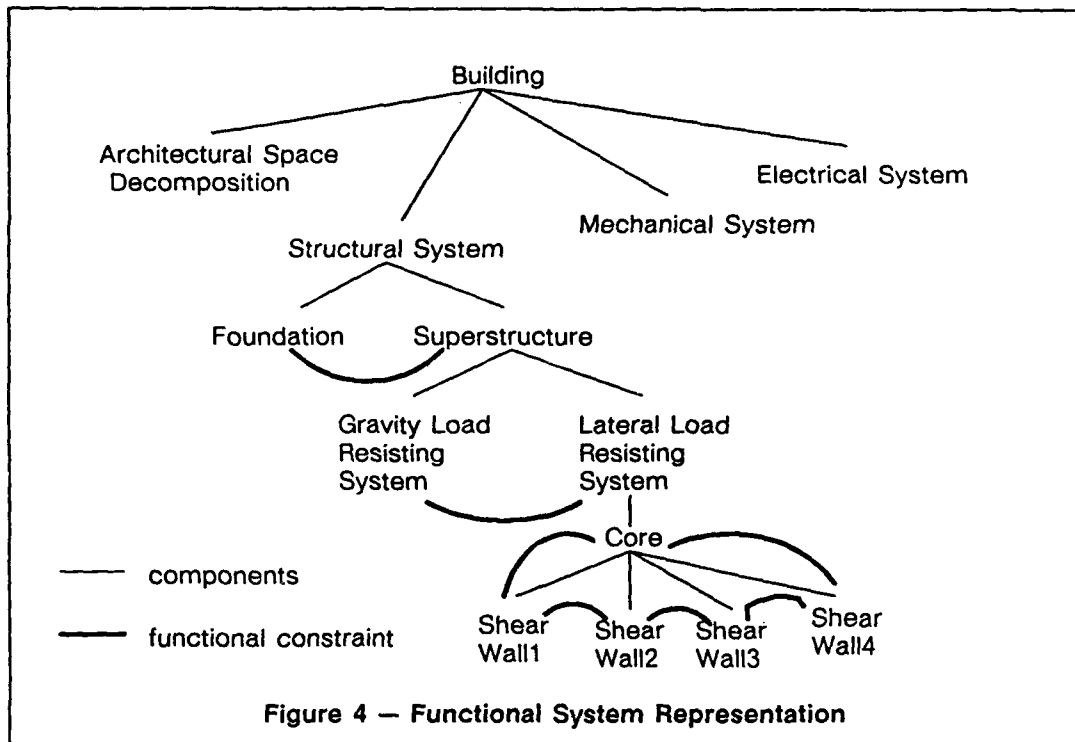 Building
Architectural Space
Decomposition
Electrical System
Mechanical System
Structural System
Foundation
Superstructure
Gravity Load
Resisting
System
Lateral Load
Resisting
System
Core
components
functional constraint
Shear
Wall1
Shear
Wall2
Shear
Wall3
Shear
Wall4
Figure 4 — Functional System Representation